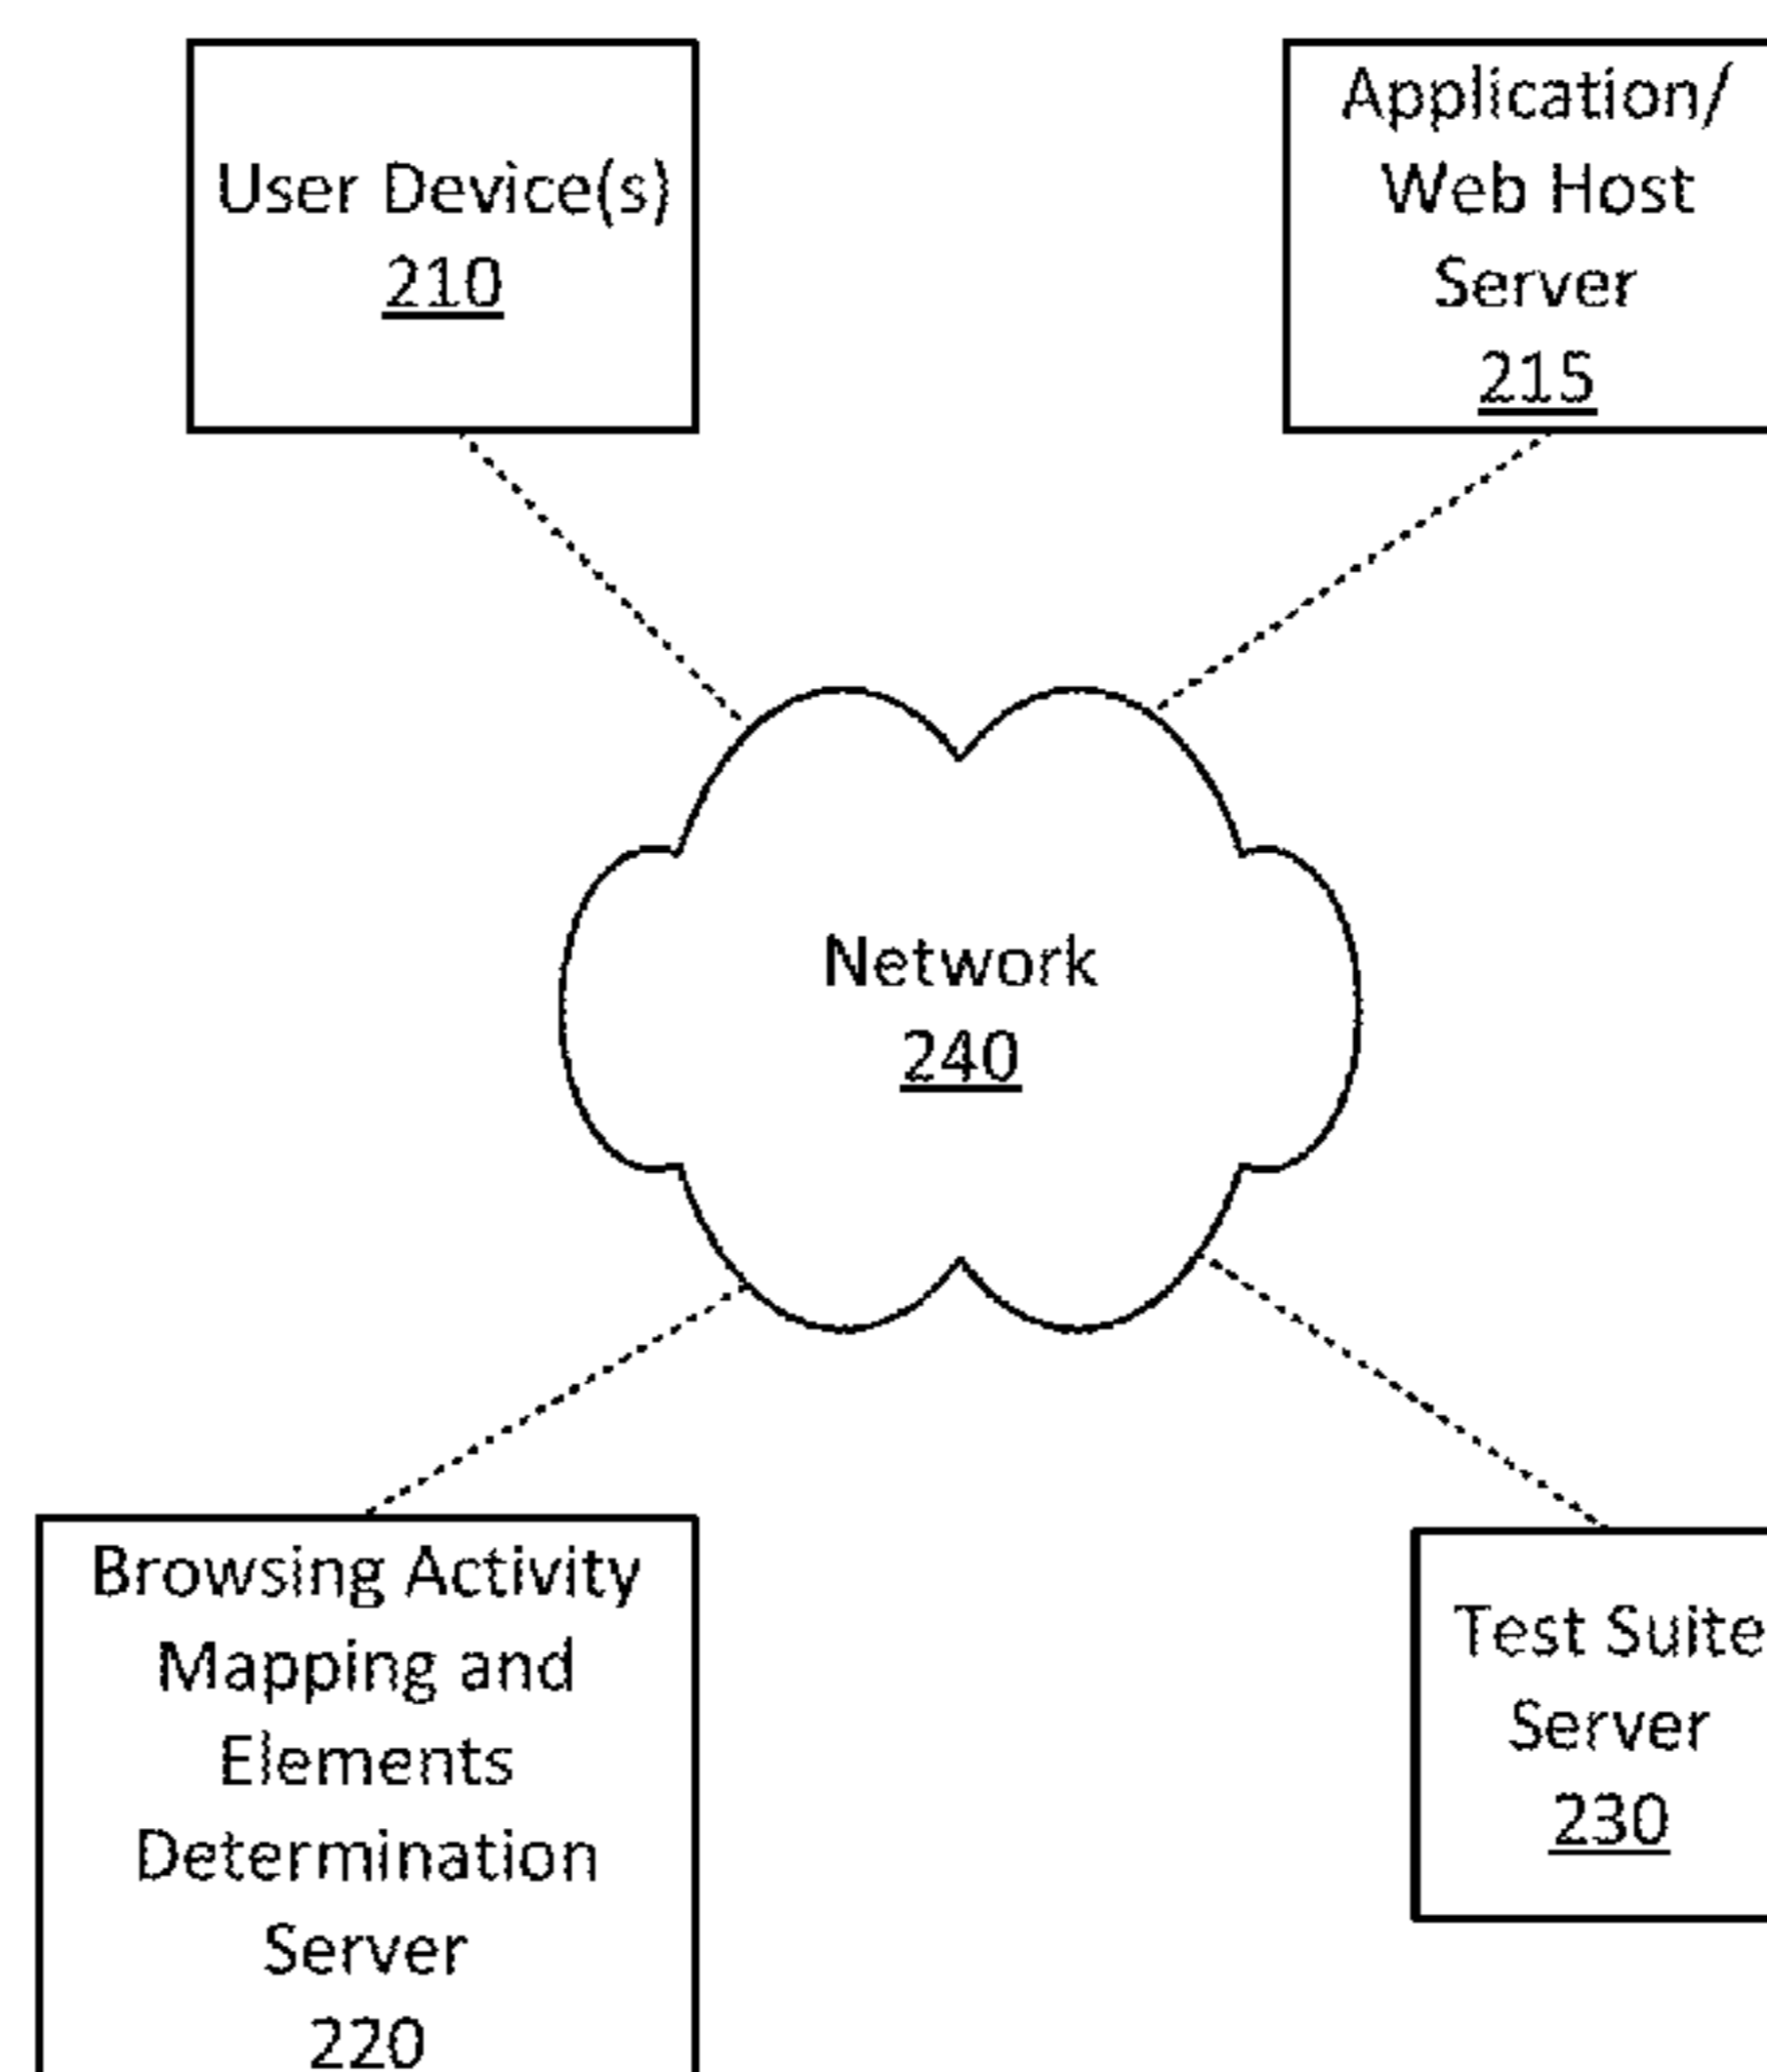 User Device(s)
210
Application/
Web Host
Server
215
Network
240
Browsing Activity
Mapping and
Elements
Determination
Server
220
Test Suite
Server
230